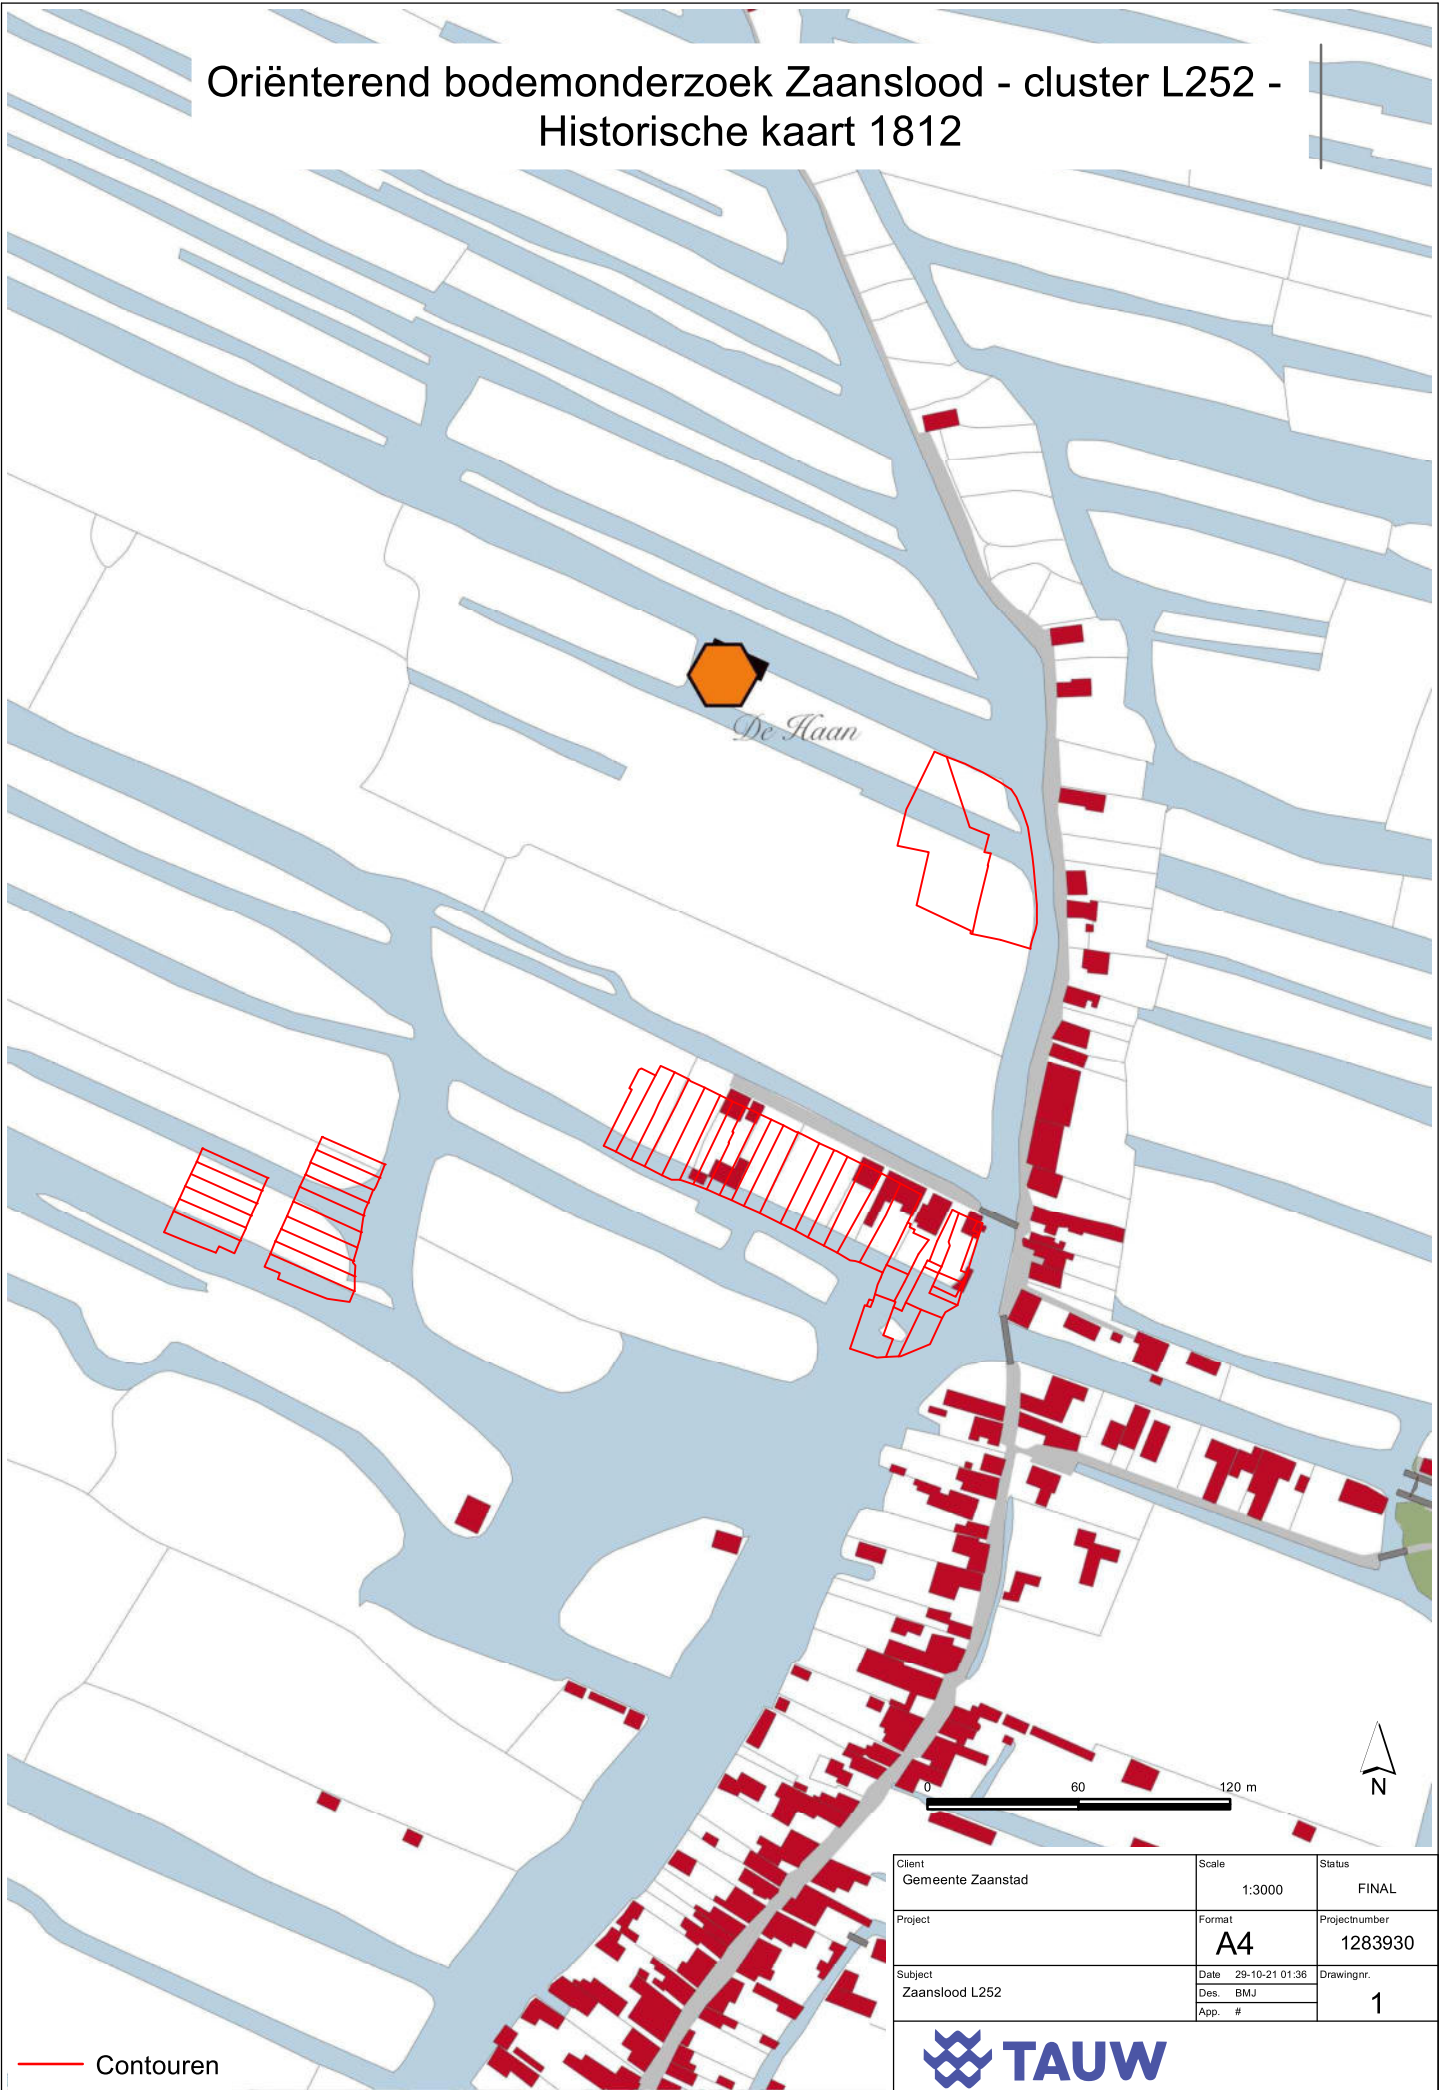 Oriënterend bodemonderzoek Zaanslood - cluster L252 -
Historische kaart 1812
De Haan
N
0 60 120 m
Client
Gemeente Zaanstad
Scale
1:3000
Status
FINAL
Project
Format
A4
Projectnumber
1283930
Subject
Zaanslood L252
Date 29-10-21 01:36
Des. BMJ
App. #
Drawingnr.
1
Contouren
TAUW